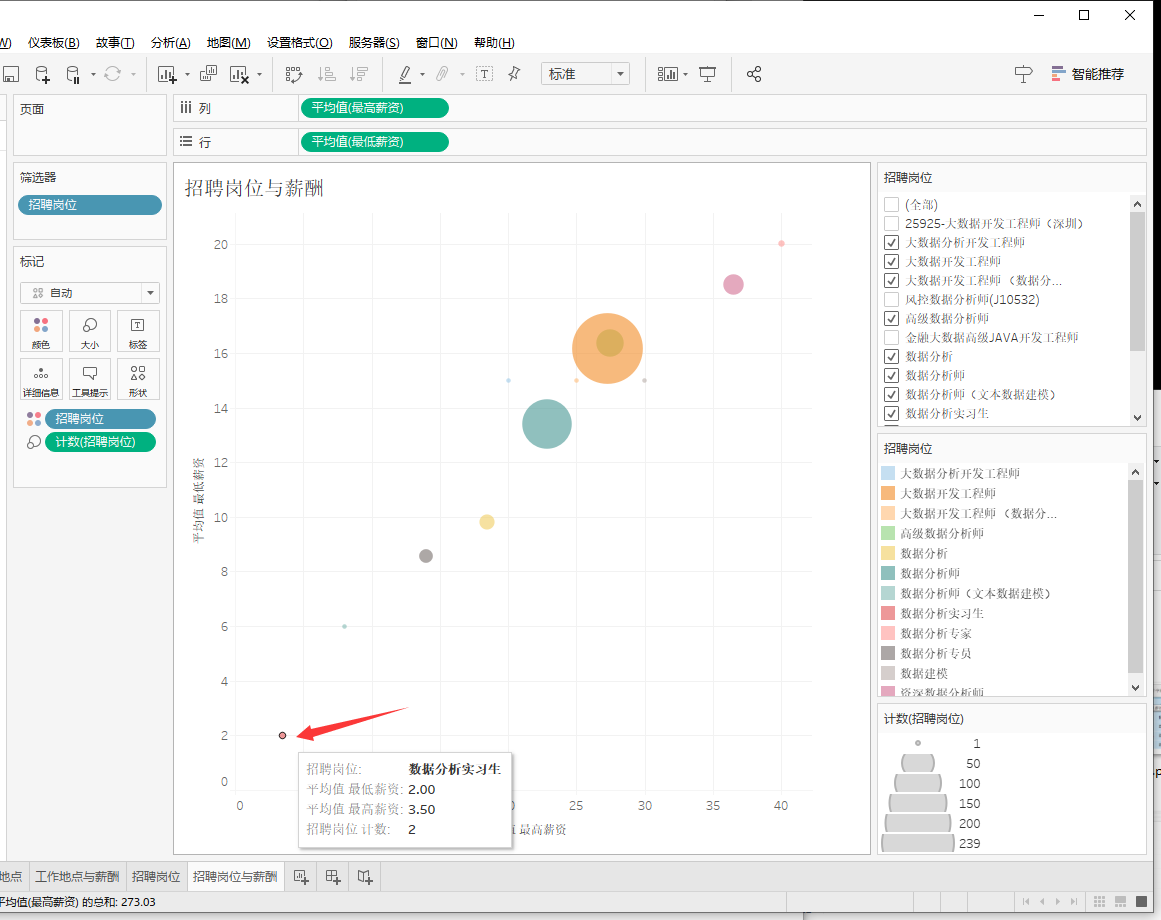 W) 仪表板(B) 故事(T) 分析(A) 地图(M) 设置格式(O) 服务器(S) 窗口(N) 帮助(H)
T 标准 智能推荐
页面
列 平均值(最高薪资)
行 平均值(最低薪资)
筛选器
招聘岗位
标记
自动
颜色 大小 标签
详细信息 工具提示 形状
招聘岗位
计数(招聘岗位)
招聘岗位与薪酬
平均值 最低薪资
20
18
16
14
12
10
8
6
4
2
0
0 25 30 35 40
最高薪资
招聘岗位: 数据分析实习生
平均值 最低薪资: 2.00
平均值 最高薪资: 3.50
招聘岗位 计数: 2
招聘岗位
(全部)
25925-大数据开发工程师（深圳）
大数据分析开发工程师
大数据开发工程师
大数据开发工程师 （数据分...
风控数据分析师(J10532)
高级数据分析师
金融大数据高级JAVA开发工程师
数据分析
数据分析师
数据分析师（文本数据建模）
数据分析实习生
招聘岗位
大数据分析开发工程师
大数据开发工程师
大数据开发工程师 （数据分...
高级数据分析师
数据分析
数据分析师
数据分析师（文本数据建模）
数据分析实习生
数据分析专家
数据分析专员
数据建模
资深数据分析师
计数(招聘岗位)
1
50
100
150
200
239
地点 工作地点与薪酬 招聘岗位 招聘岗位与薪酬
平均值(最高薪资) 的总和: 273.03